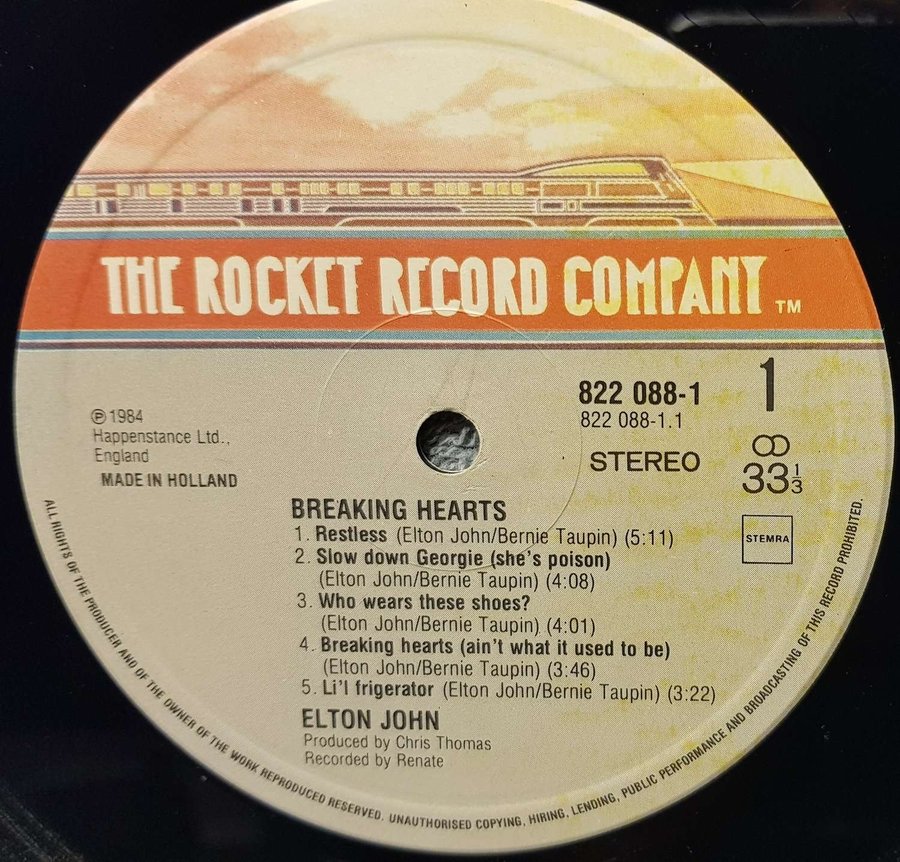 THE ROCKET RECORD COMPANY TM
822 088-1
822 088-1.1
1
STEREO
33 1/3
STEMRA
℗ 1984
Happenstance Ltd.,
England
MADE IN HOLLAND
BREAKING HEARTS
1. Restless (Elton John/Bernie Taupin) (5:11)
2. Slow down Georgie (she's poison)
(Elton John/Bernie Taupin) (4:08)
3. Who wears these shoes?
(Elton John/Bernie Taupin) (4:01)
4. Breaking hearts (ain't what it used to be)
(Elton John/Bernie Taupin) (3:46)
5. Li'l frigerator (Elton John/Bernie Taupin) (3:22)
ELTON JOHN
Produced by Chris Thomas
Recorded by Renate
ALL RIGHTS OF THE PRODUCER AND OF THE OWNER OF THE WORK REPRODUCED RESERVED. UNAUTHORISED COPYING, HIRING, LENDING, PUBLIC PERFORMANCE AND BROADCASTING OF THIS RECORD PROHIBITED.